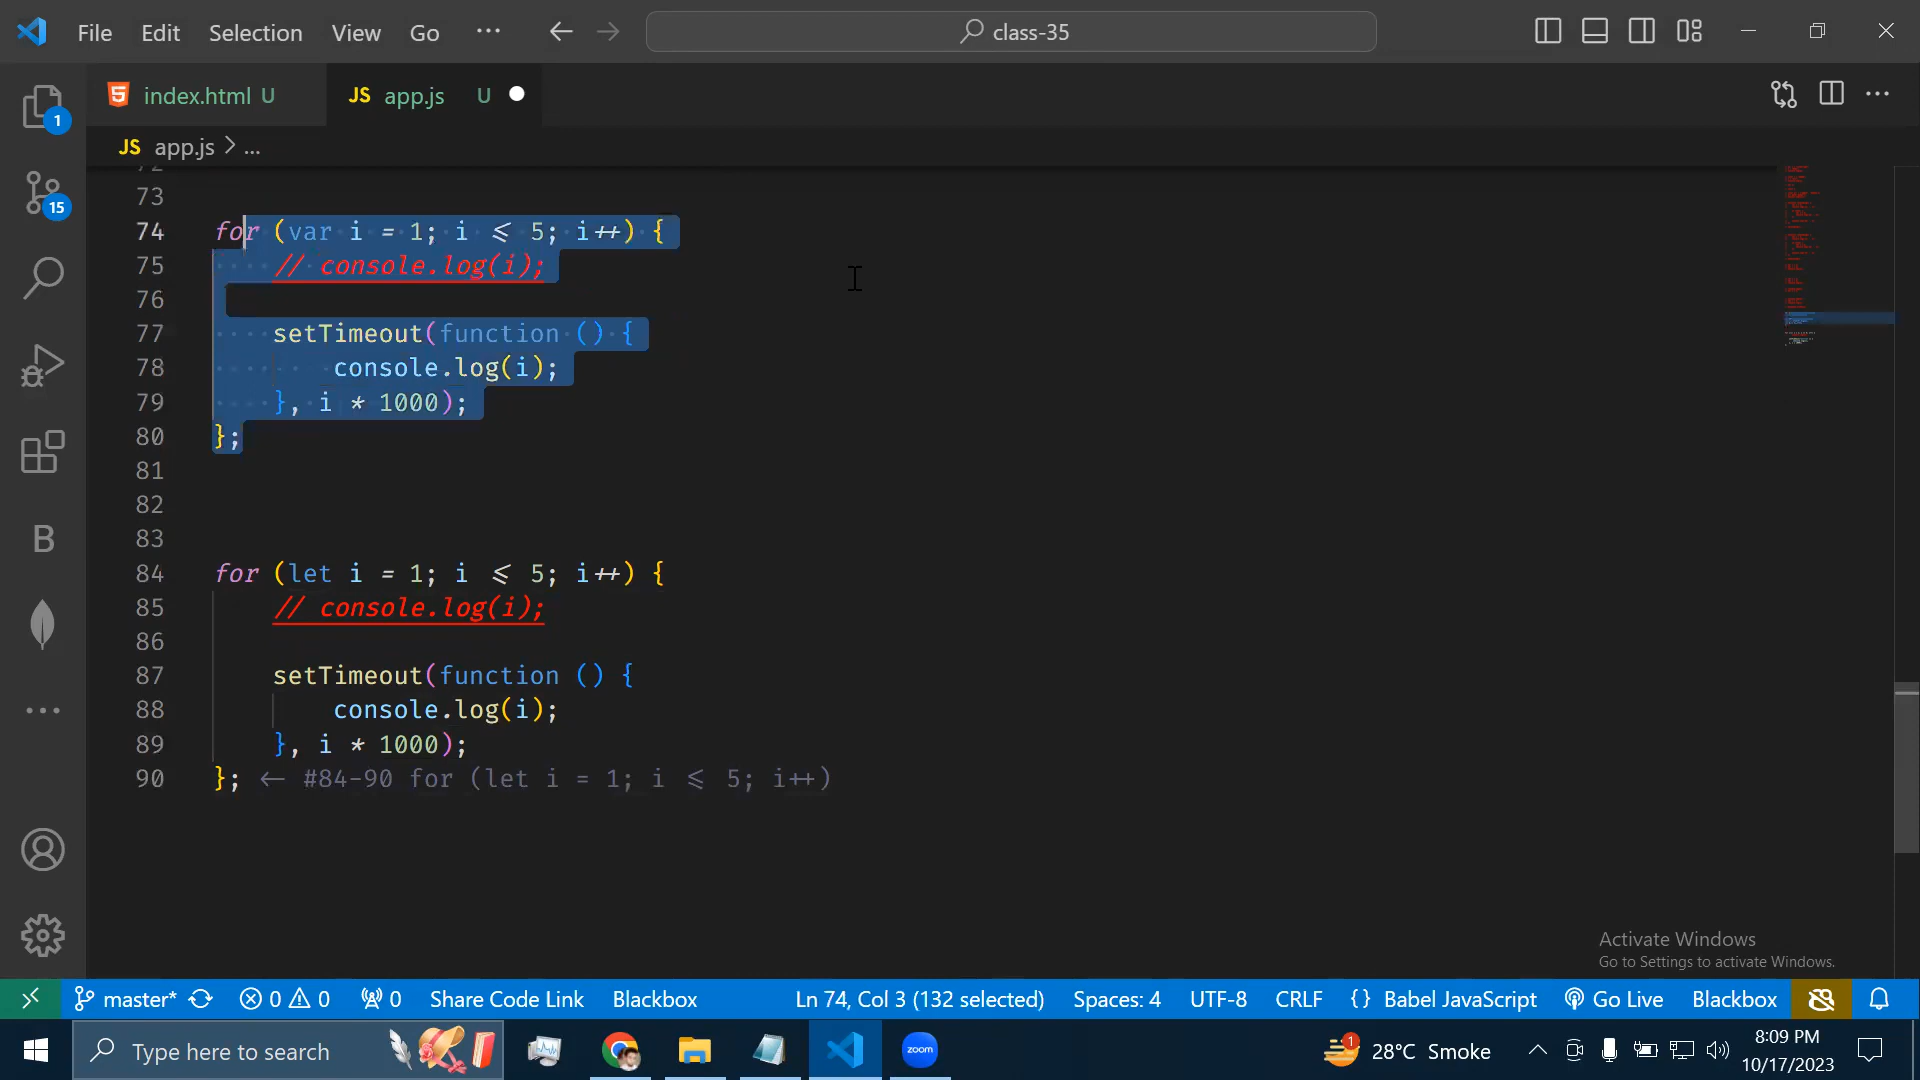 File Edit Selection View Go ··· class-35
index.html U JS app.js U
JS app.js > ...
1
15
B
72
73
74 for (var i = 1; i <= 5; i++) {
75 // console.log(i);
76
77 setTimeout(function () {
78 console.log(i);
79 }, i * 1000);
80 };
81
82
83
84 for (let i = 1; i <= 5; i++) {
85 // console.log(i);
86
87 setTimeout(function () {
88 console.log(i);
89 }, i * 1000);
90 }; <- #84-90 for (let i = 1; i <= 5; i++)
Activate Windows
Go to Settings to activate Windows.
master* 0 0 0 Share Code Link Blackbox Ln 74, Col 3 (132 selected) Spaces: 4 UTF-8 CRLF {} Babel JavaScript Go Live Blackbox
Type here to search zoom 1 28°C Smoke 8:09 PM
10/17/2023